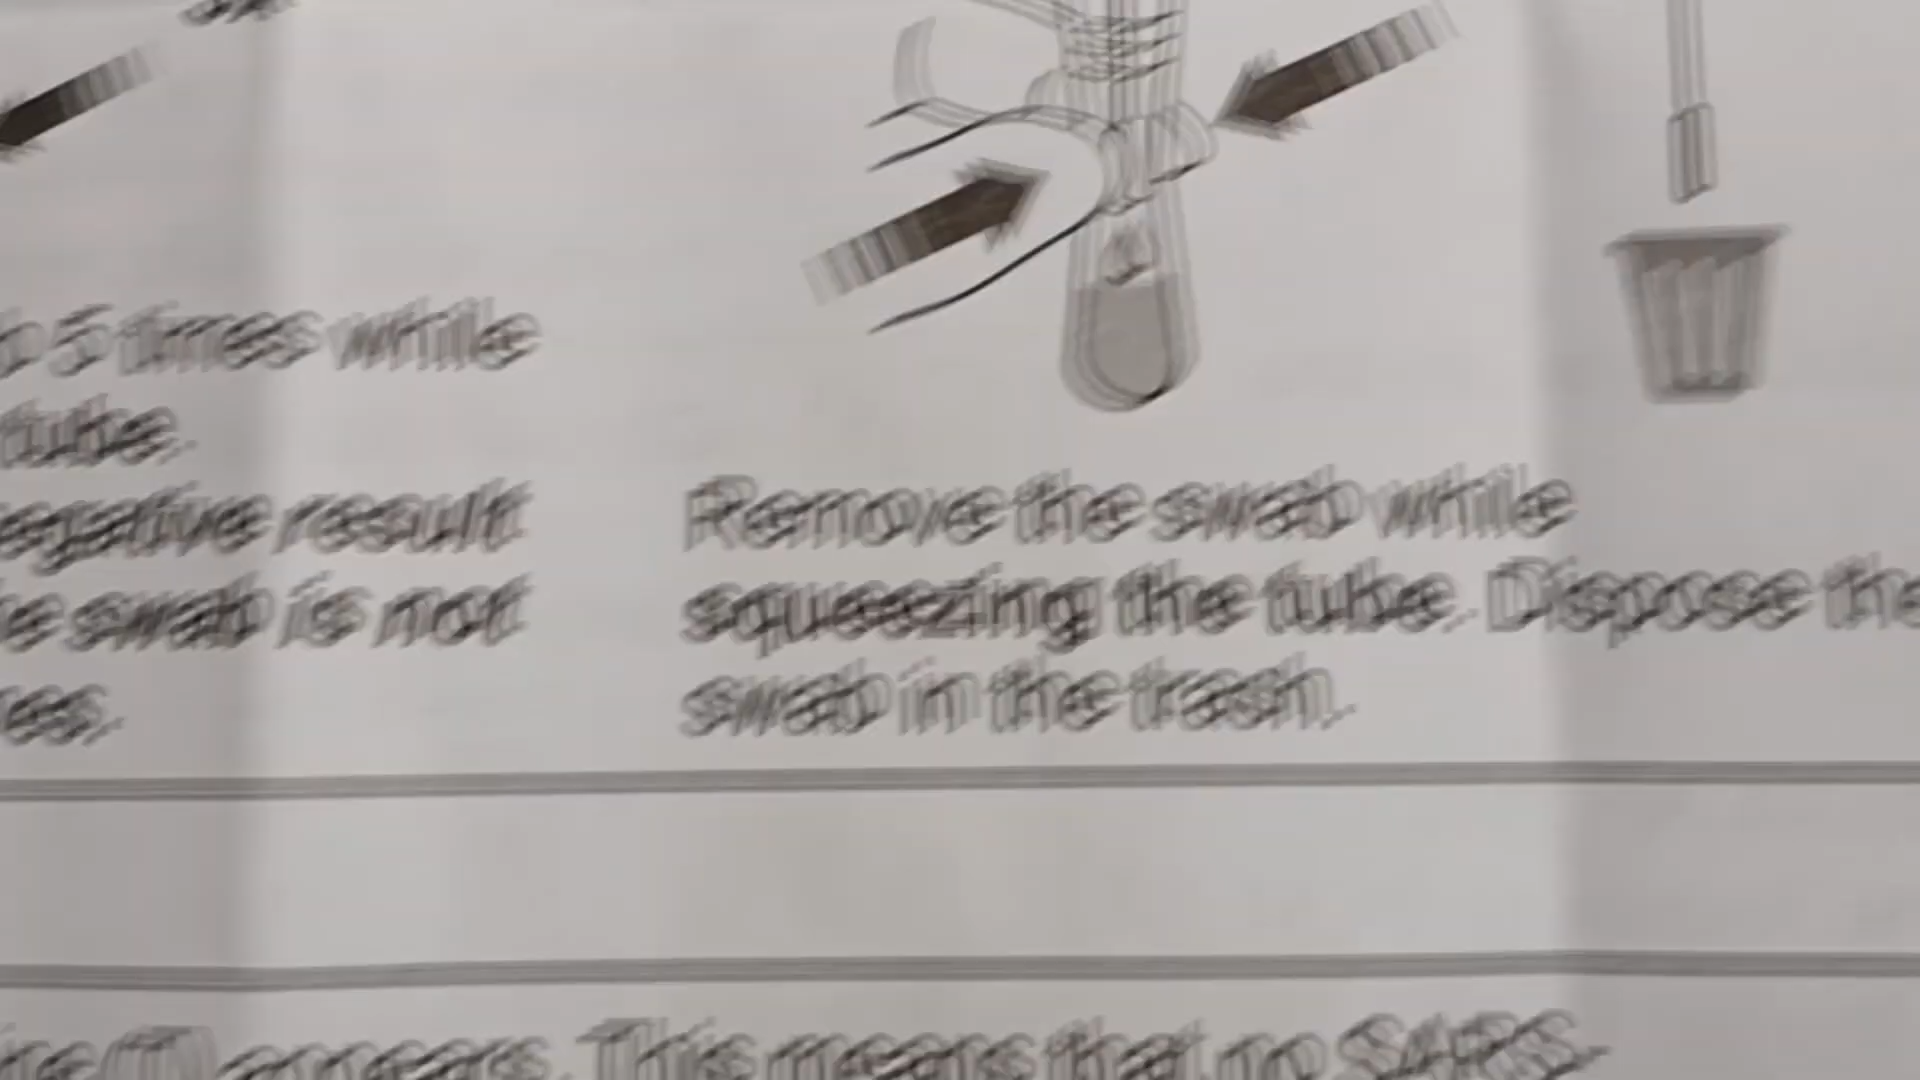 5 times while
tube.
negative result
swab is not
Remove the swab while
squeezing the tube. Dispose the
swab in the trash.
(T) appears. This means that no SARS-